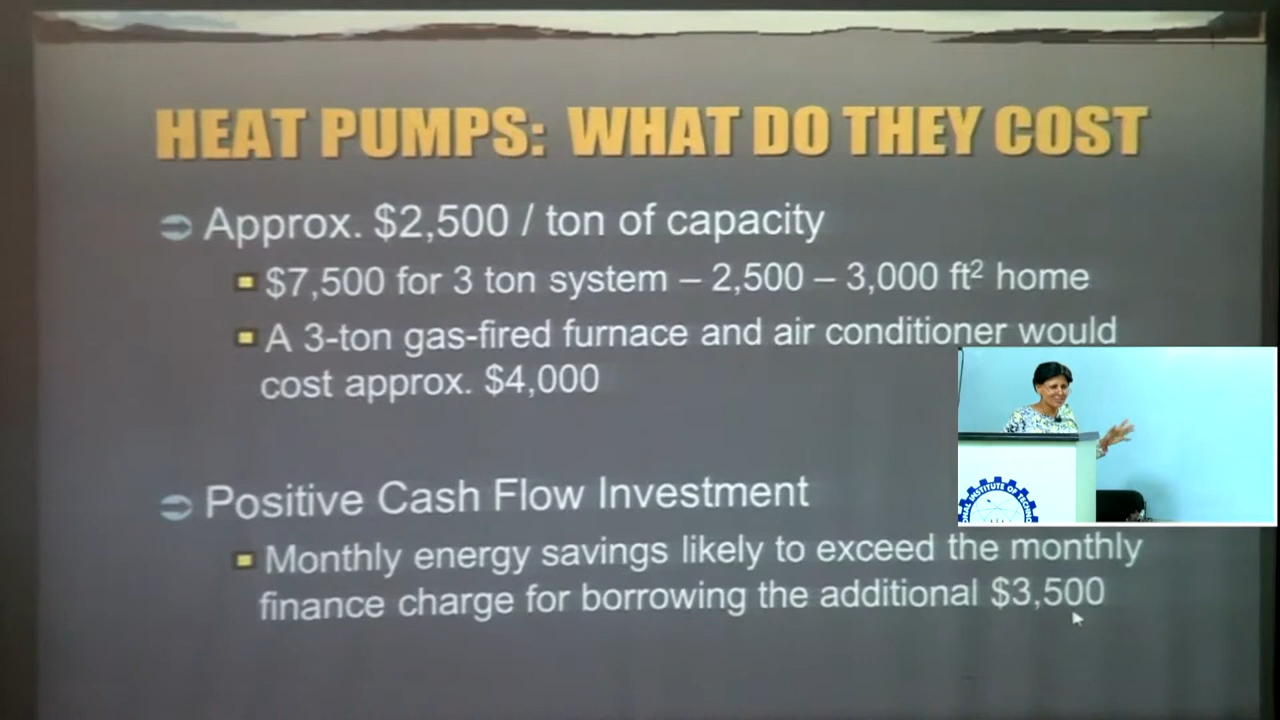 HEAT PUMPS: WHAT DO THEY COST
Approx. $2,500 / ton of capacity
$7,500 for 3 ton system – 2,500 – 3,000 ft² home
A 3-ton gas-fired furnace and air conditioner would
cost approx. $4,000
Positive Cash Flow Investment
Monthly energy savings likely to exceed the monthly
finance charge for borrowing the additional $3,500
INSTITUTE OF